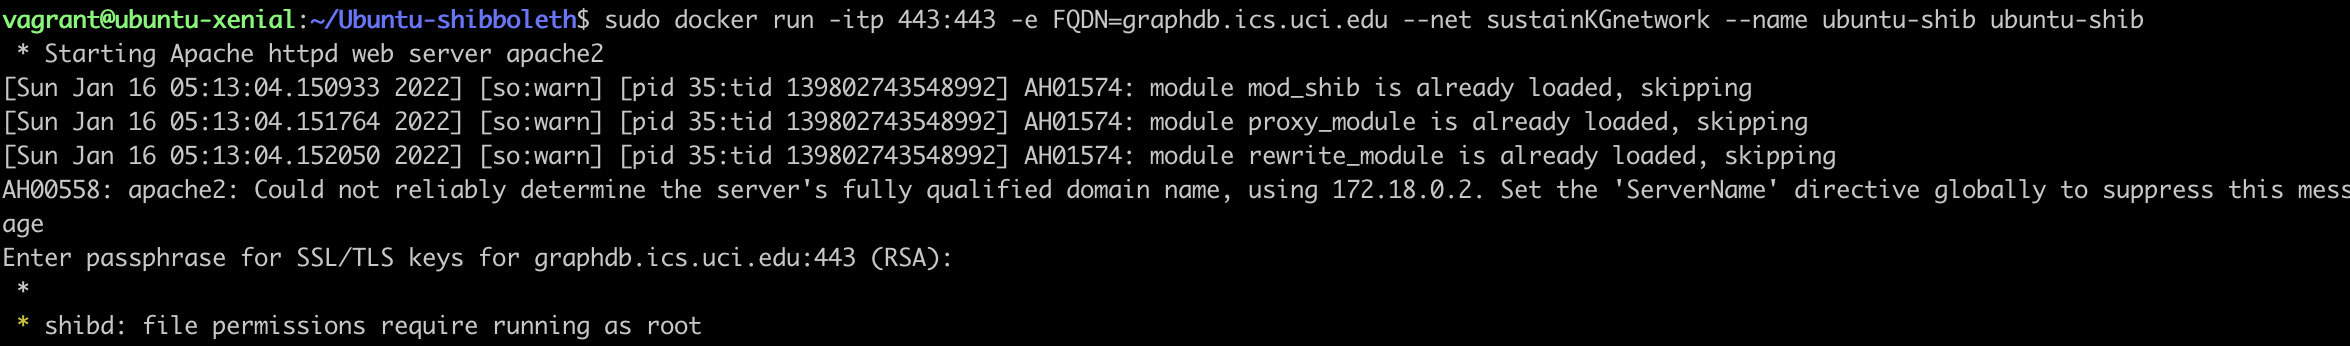 vagrant@ubuntu-xenial:~/Ubuntu-shibboleth$ sudo docker run -itp 443:443 -e FQDN=graphdb.ics.uci.edu --net sustainKGnetwork --name ubuntu-shib ubuntu-shib
 * Starting Apache httpd web server apache2
[Sun Jan 16 05:13:04.150933 2022] [so:warn] [pid 35:tid 139802743548992] AH01574: module mod_shib is already loaded, skipping
[Sun Jan 16 05:13:04.151764 2022] [so:warn] [pid 35:tid 139802743548992] AH01574: module proxy_module is already loaded, skipping
[Sun Jan 16 05:13:04.152050 2022] [so:warn] [pid 35:tid 139802743548992] AH01574: module rewrite_module is already loaded, skipping
AH00558: apache2: Could not reliably determine the server's fully qualified domain name, using 172.18.0.2. Set the 'ServerName' directive globally to suppress this mess
age
Enter passphrase for SSL/TLS keys for graphdb.ics.uci.edu:443 (RSA):
 *
 * shibd: file permissions require running as root